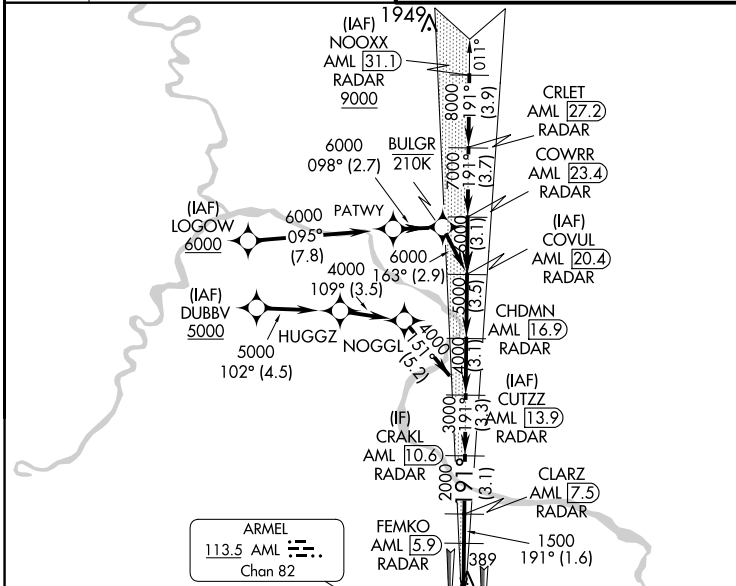 1949
(IAF)
NOOXX
AML 31.1
RADAR
9000
011°
8000
191°
(3.9)
CRLET
AML 27.2
RADAR
6000
098° (2.7)
BULGR
210K
7000
191°
(3.7)
COWRR
AML 23.4
RADAR
(IAF)
LOGOW
6000
6000
095°
(7.8)
PATWY
6000
(3.1)
6000
163° (2.9)
(IAF)
COVUL
AML 20.4
RADAR
(IAF)
DUBBV
5000
4000
109° (3.5)
5000
(3.5)
HUGGZ
5000
102° (4.5)
NOGGL
4000
151°
(5.2)
CHDMN
AML 16.9
RADAR
4000
(3.1)
(IAF)
CUTZZ
AML 13.9
RADAR
3000
191°
(3.3)
(IF)
CRAKL
AML 10.6
RADAR
2000
191°
(3.1)
CLARZ
AML 7.5
RADAR
ARMEL
113.5 AML
Chan 82
FEMKO
AML 5.9
RADAR
389
1500
191° (1.6)